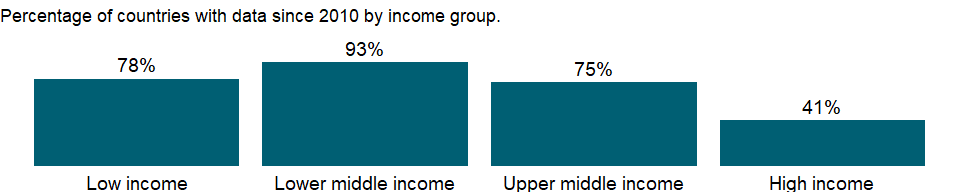 Percentage of countries with data since 2010 by income group.
93%
78%
75%
41%
Low income
Lower middle income
Upper middle income
High income